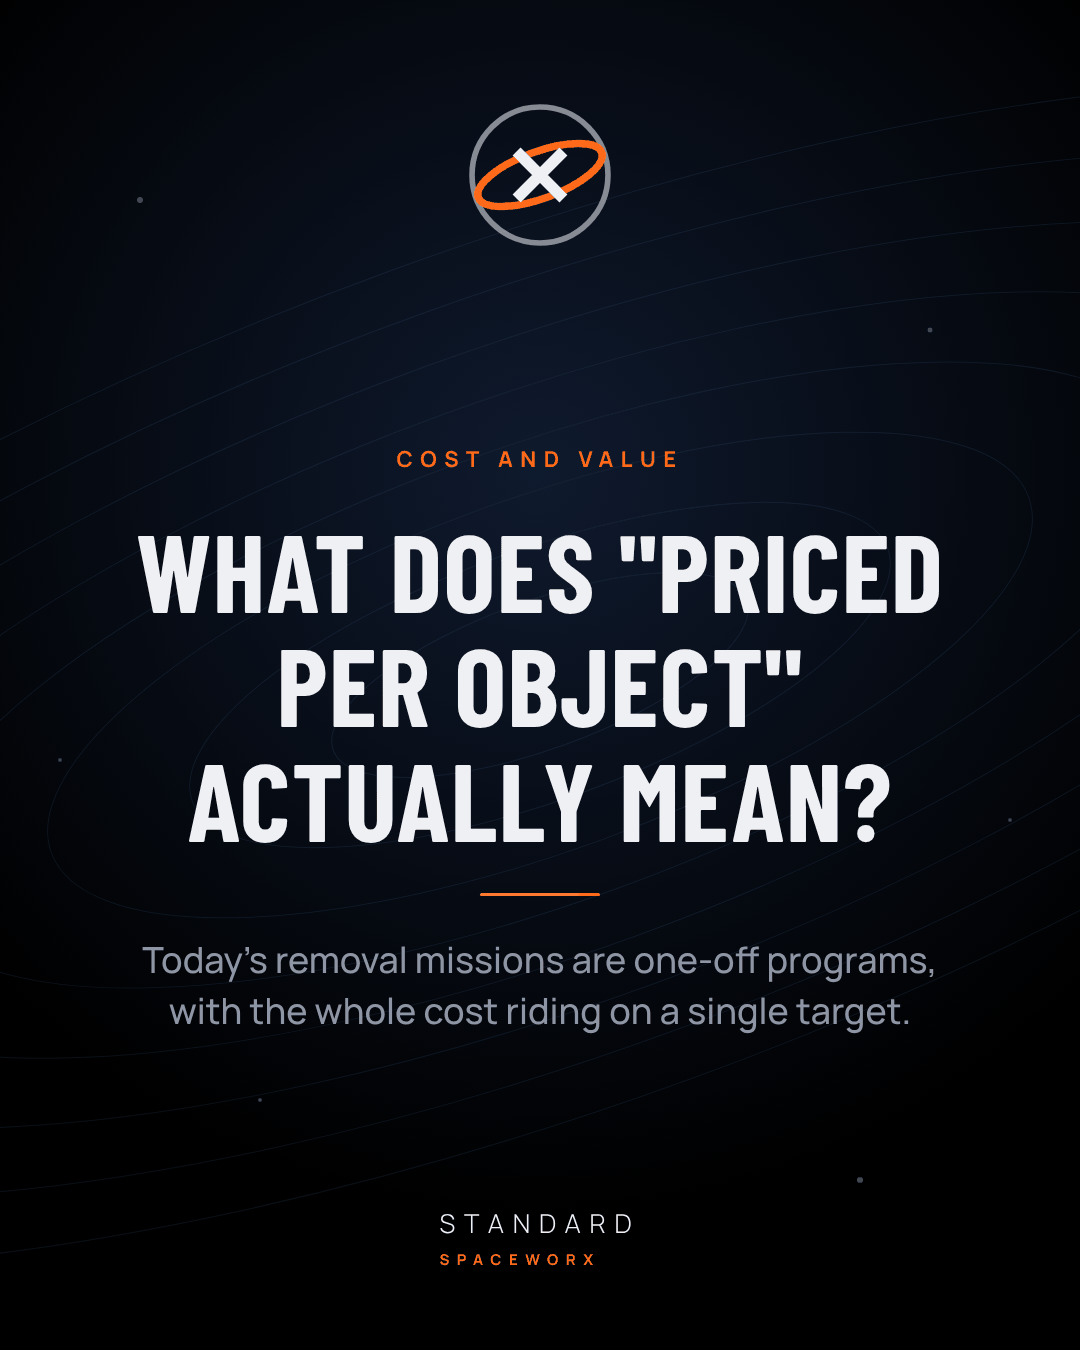 COST AND VALUE
WHAT DOES "PRICED
PER OBJECT"
ACTUALLY MEAN?
Today’s removal missions are one-off programs,
with the whole cost riding on a single target.
STANDARD
SPACEWORX